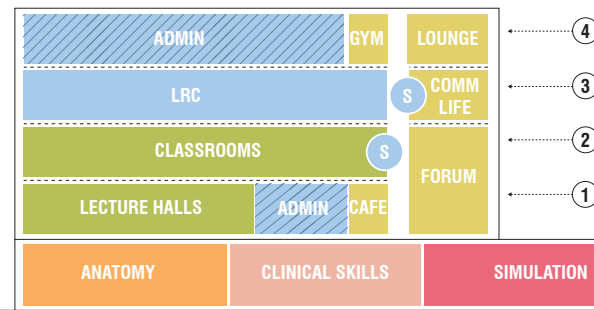 ADMIN GYM LOUNGE 4
LRC S COMM LIFE 3
CLASSROOMS S 2
FORUM
LECTURE HALLS ADMIN CAFE 1
ANATOMY CLINICAL SKILLS SIMULATION